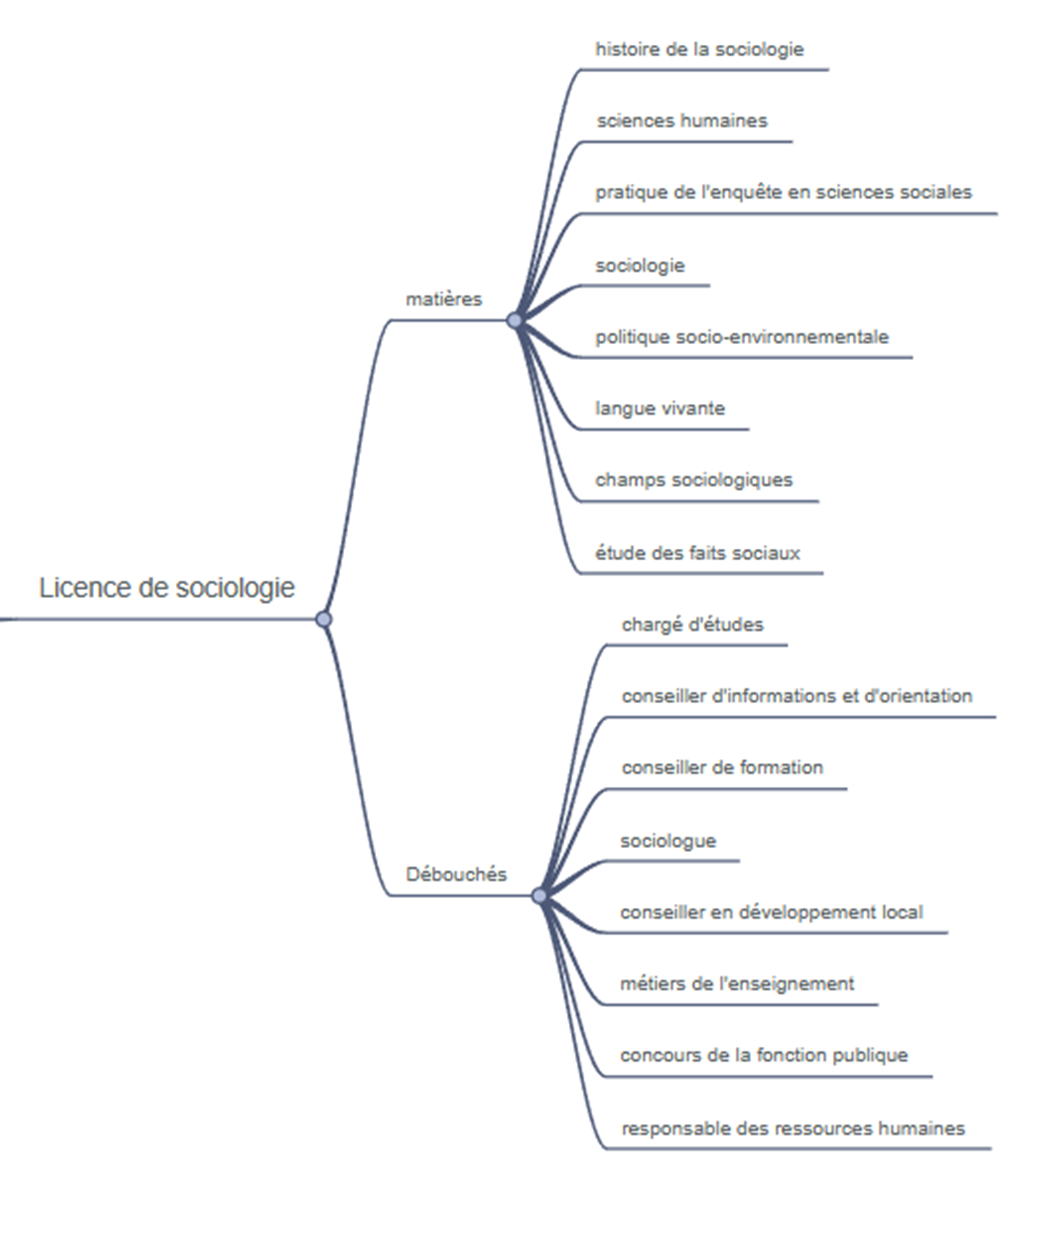 histoire de la sociologie
sciences humaines
pratique de l'enquête en sciences sociales
sociologie
matières
politique socio-environnementale
langue vivante
champs sociologiques
étude des faits sociaux
Licence de sociologie
chargé d'études
conseiller d'informations et d'orientation
conseiller de formation
sociologue
Débouchés
conseiller en développement local
métiers de l'enseignement
concours de la fonction publique
responsable des ressources humaines